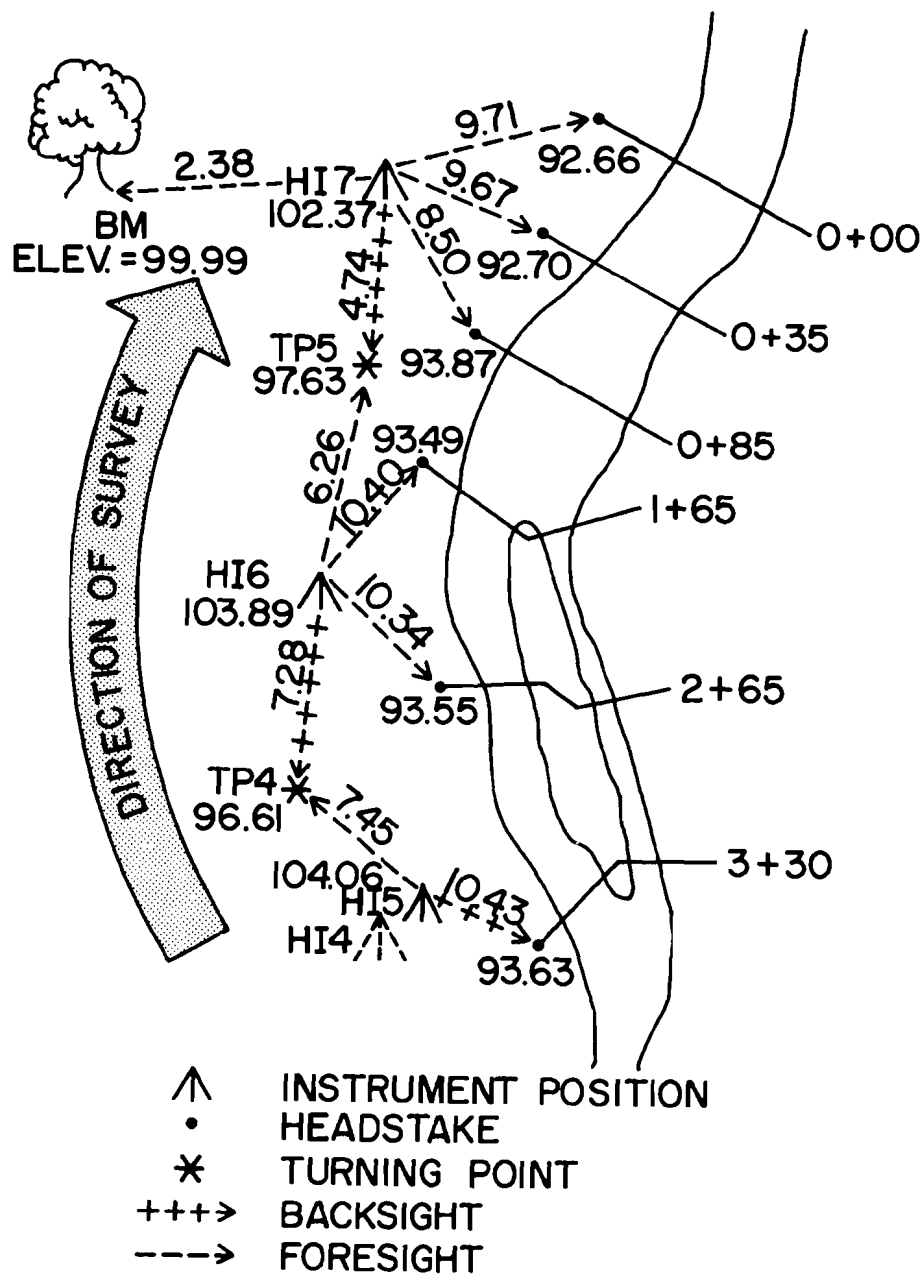 9.71
92.66
2.38
HI7
102.37
9.67
BM
ELEV. = 99.99
8.50
92.70
0+00
4.74
0+35
TP5
97.63
93.87
0+85
6.26
93.49
10.40
1+65
DIRECTION OF SURVEY
HI6
103.89
10.34
7.28
93.55
2+65
TP4
96.61
7.45
3+30
104.06
HI5
10.43
HI4
93.63
INSTRUMENT POSITION
HEADSTAKE
TURNING POINT
BACKSIGHT
FORESIGHT